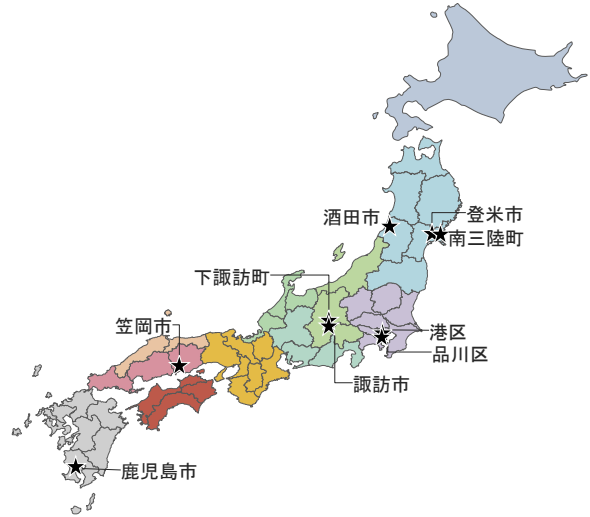 酒田市
登米市
南三陸町
下諏訪町
笠岡市
港区
品川区
諏訪市
鹿児島市